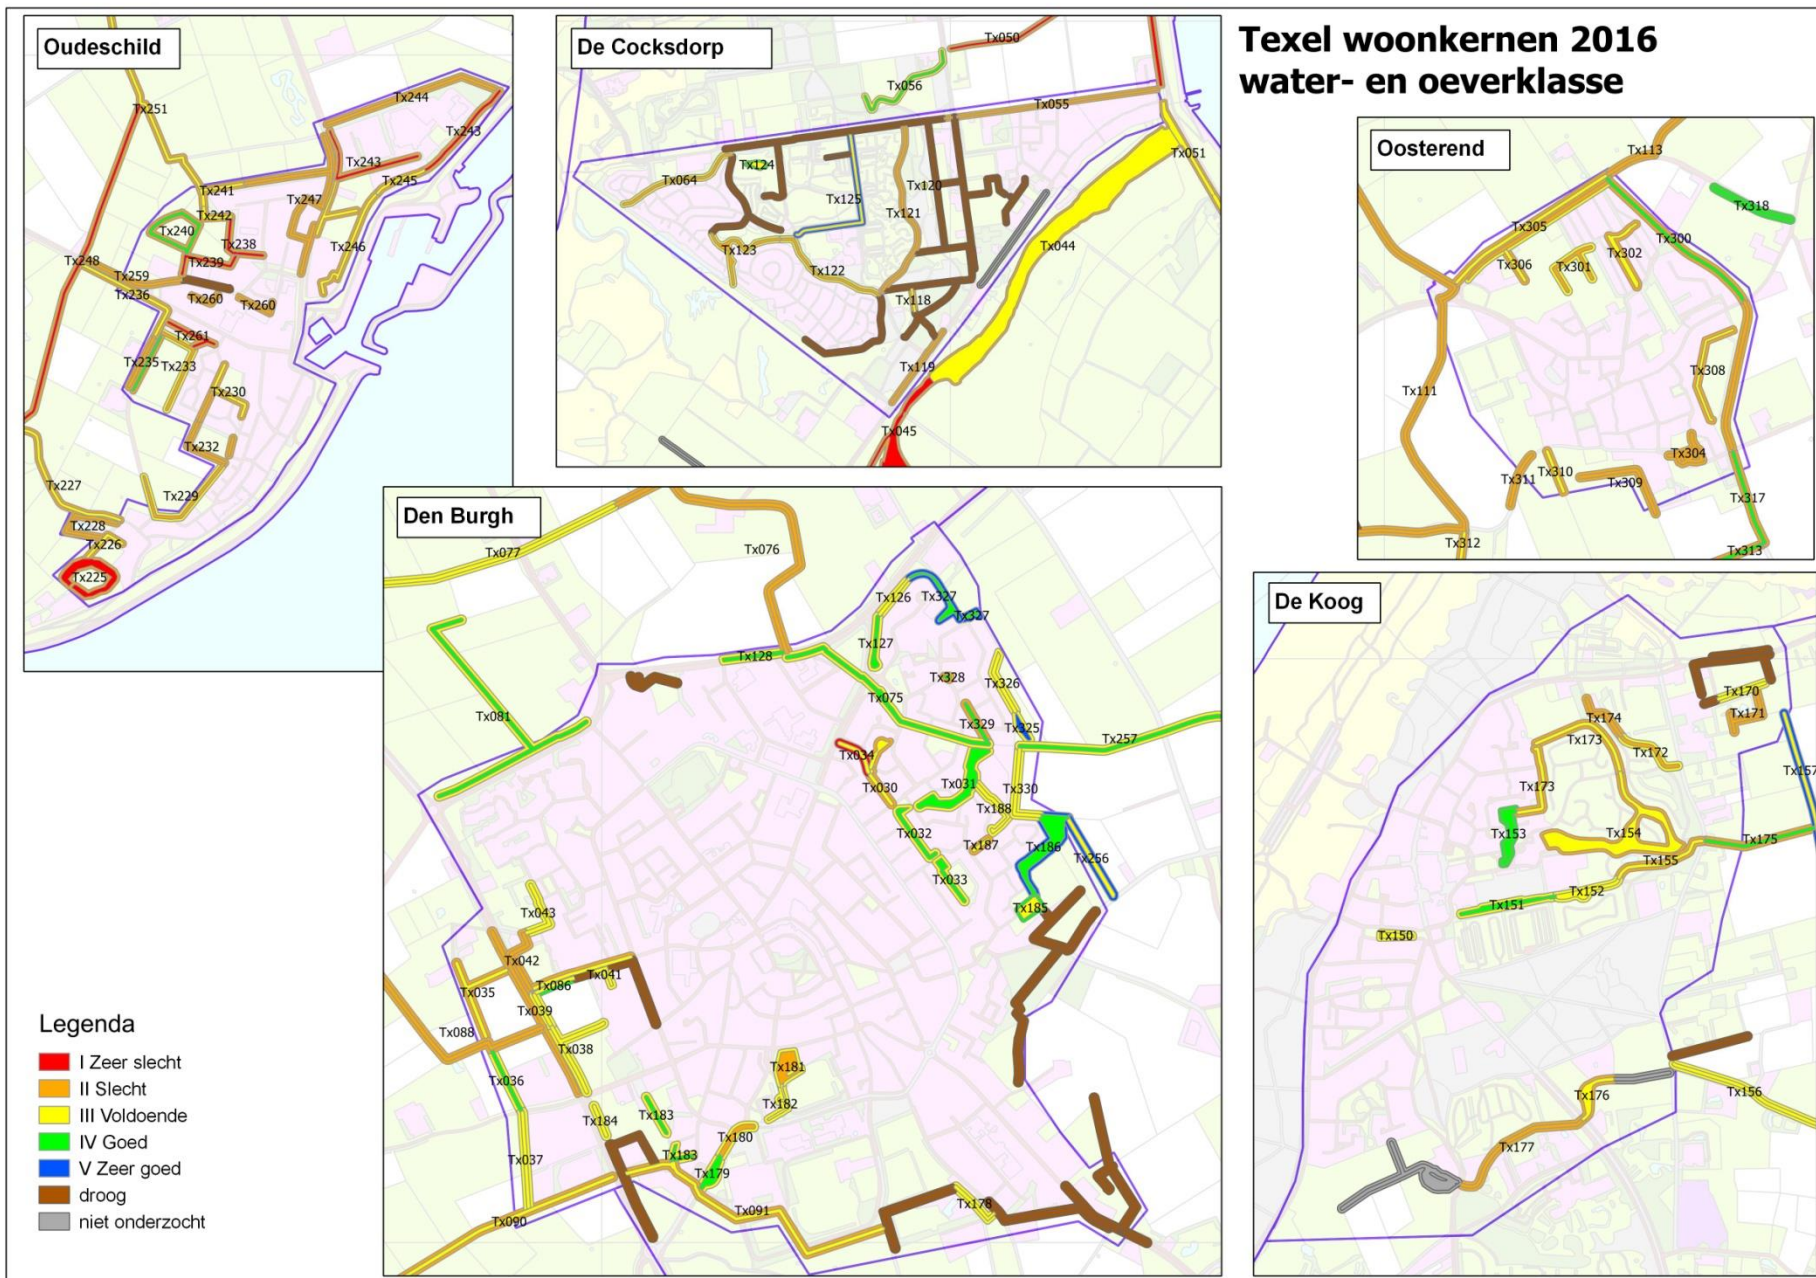 Texel woonkernen 2016
water- en oeverklasse
Oudeschild
Tx251
Tx244
Tx243
Tx243
Tx245
Tx241
Tx247
Tx242
Tx240
Tx238
Tx246
Tx239
Tx248
Tx259
Tx236
Tx260
Tx260
Tx261
Tx235
Tx233
Tx230
Tx232
Tx227
Tx229
Tx228
Tx226
Tx225
De Cocksdorp
Tx050
Tx056
Tx055
Tx051
Tx124
Tx064
Tx120
Tx125
Tx121
Tx123
Tx044
Tx122
Tx118
Tx119
Tx045
Oosterend
Tx113
Tx318
Tx305
Tx300
Tx302
Tx306
Tx301
Tx308
Tx111
Tx304
Tx310
Tx311
Tx309
Tx317
Tx312
Tx313
Den Burgh
Tx077
Tx076
Tx126
Tx327
Tx327
Tx127
Tx128
Tx328
Tx326
Tx075
Tx081
Tx329
Tx325
Tx257
Tx034
Tx030
Tx031
Tx330
Tx188
Tx032
Tx187
Tx186
Tx256
Tx033
Tx185
Tx043
Tx042
Tx041
Tx035
Tx086
Tx039
Tx088
Tx038
Tx036
Tx181
Tx182
Tx184
Tx183
Tx180
Tx183
Tx037
Tx179
Tx178
Tx091
Tx090
De Koog
Tx170
Tx171
Tx174
Tx173
Tx172
Tx157
Tx173
Tx153
Tx154
Tx175
Tx155
Tx152
Tx151
Tx150
Tx176
Tx156
Tx177
Legenda
I Zeer slecht
II Slecht
III Voldoende
IV Goed
V Zeer goed
droog
niet onderzocht